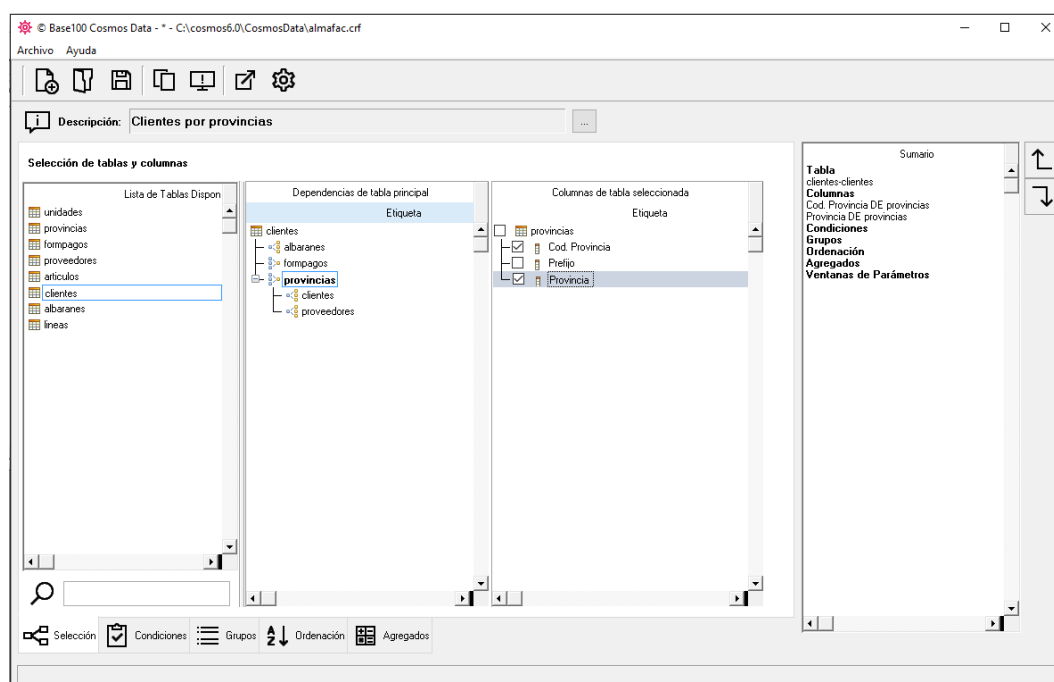 © Base100 Cosmos Data - * - C:\cosmos6.0\CosmosData\almafac.crf
Archivo Ayuda
Descripción: Clientes por provincias ...
Selección de tablas y columnas
Lista de Tablas Dispon
unidades
provincias
formpagos
proveedores
articulos
clientes
albaranes
lineas
Dependencias de tabla principal
Etiqueta
clientes
albaranes
formpagos
provincias
clientes
proveedores
Columnas de tabla seleccionada
Etiqueta
provincias
Cod. Provincia
Prefijo
Provincia
Sumario
Tabla
clientes-clientes
Columnas
Cod. Provincia DE provincias
Provincia DE provincias
Condiciones
Grupos
Ordenación
Agregados
Ventanas de Parámetros
Selección Condiciones Grupos Ordenación Agregados